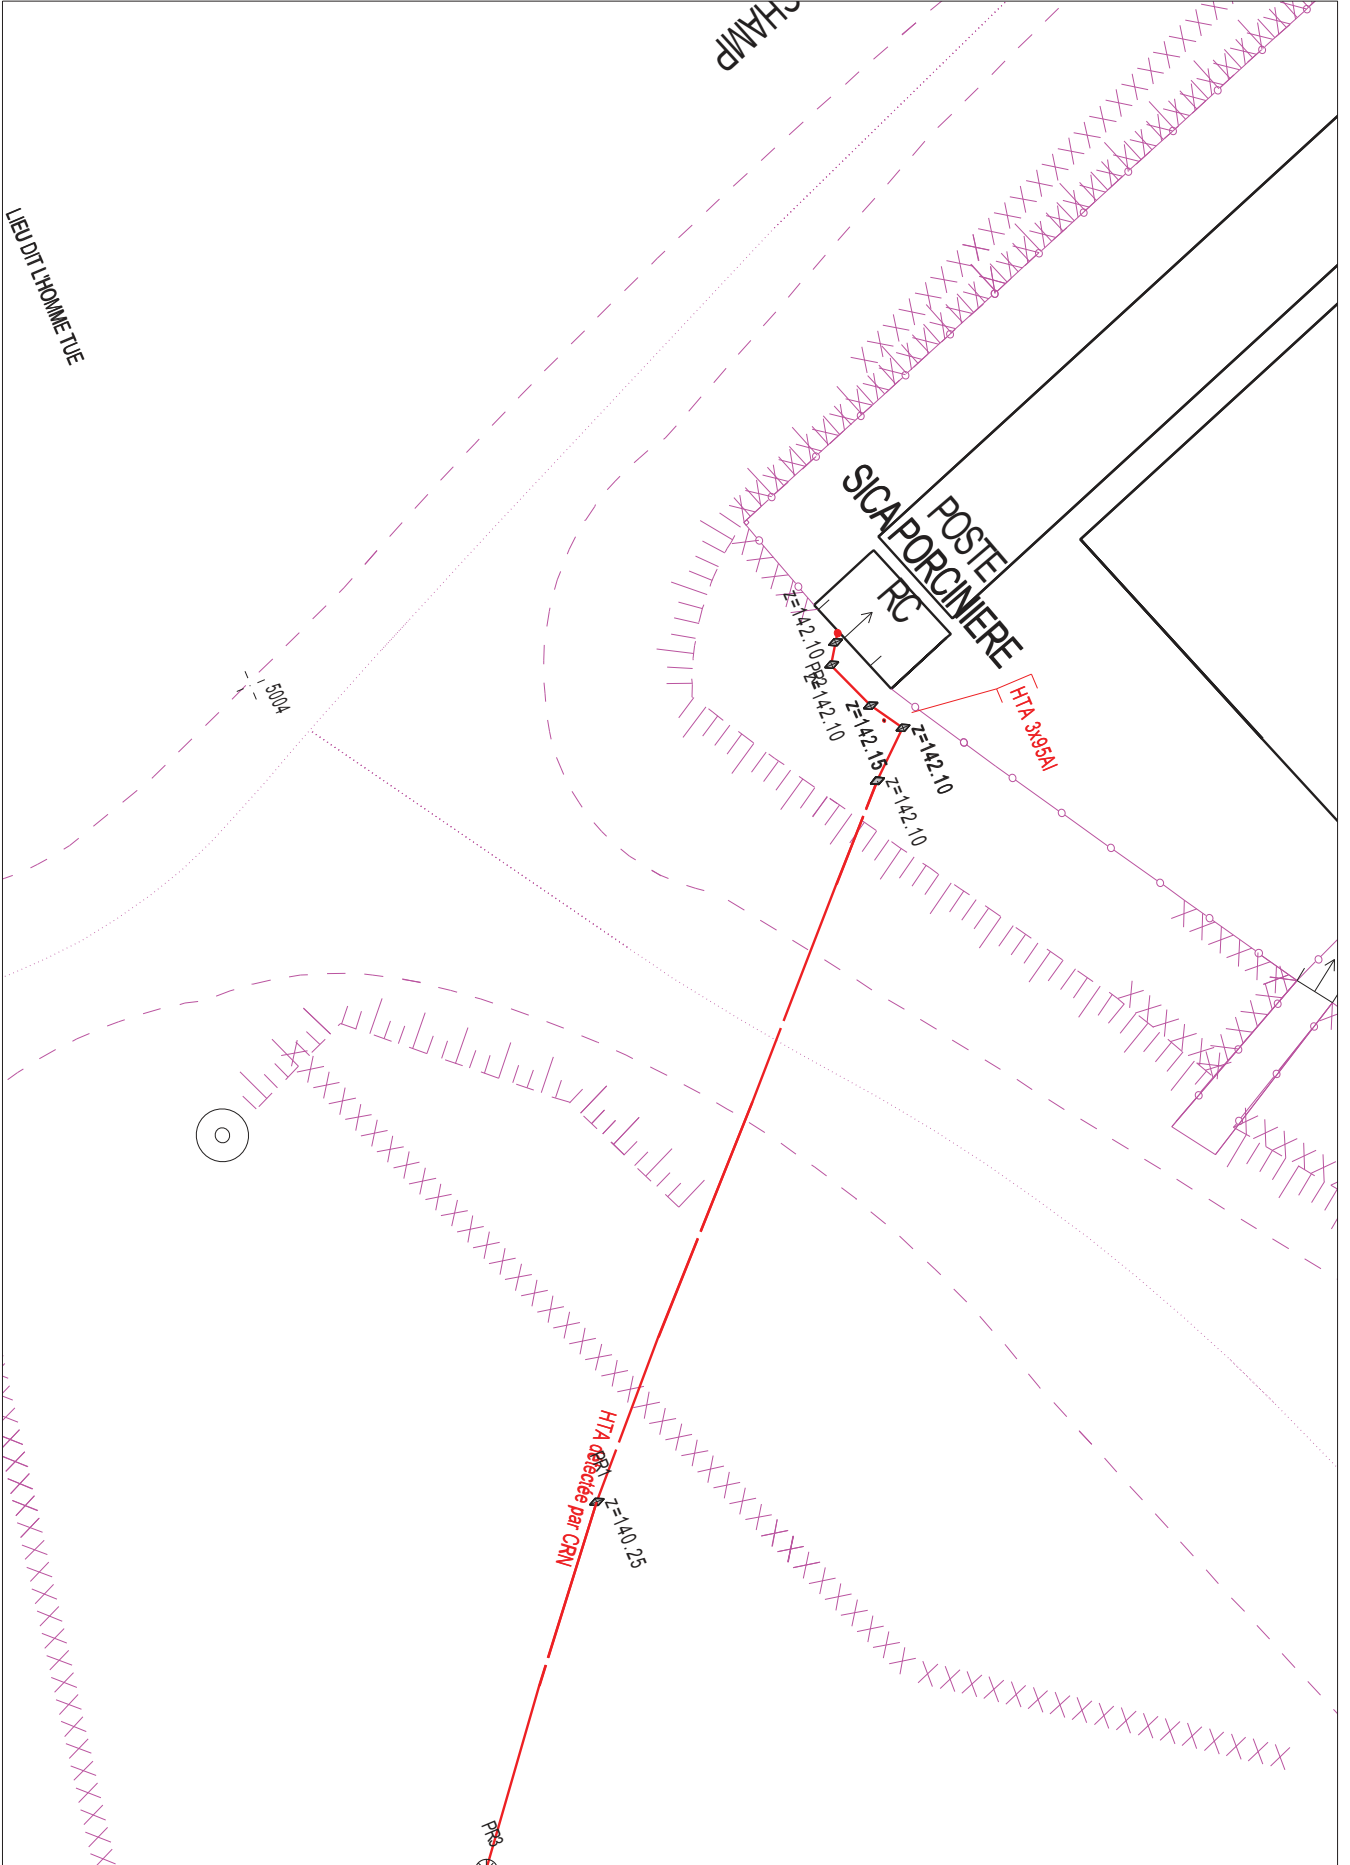 CHAMP
LIEU DIT L'HOMME TUE
POSTE
SICA PORCINIERE
RC
z=142.10
PR2
z=142.10
z=142.15
z=142.10
z=142.10
HTA 3x95Al
5004
HTA détectée par CRN
PR1
z=140.25
PR3